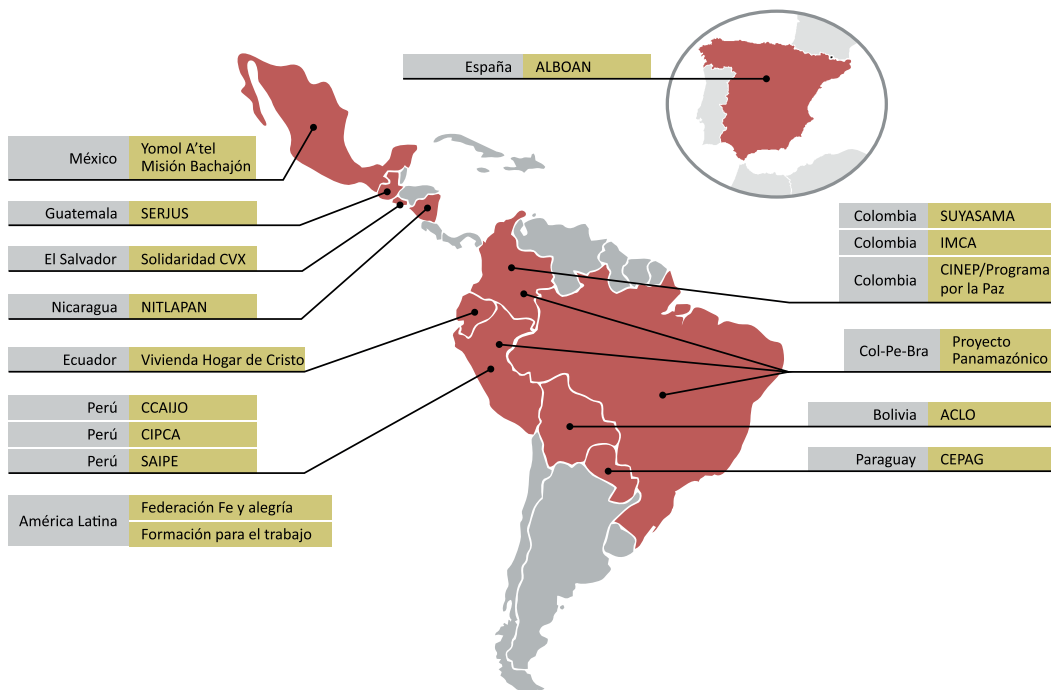 España ALBOAN
México Yomol A’tel
Misión Bachajón
Guatemala SERJUS
El Salvador Solidaridad CVX
Nicaragua NITLAPAN
Ecuador Vivienda Hogar de Cristo
Perú CCAIJO
Perú CIPCA
Perú SAIPE
América Latina Federación Fe y alegría
Formación para el trabajo
Colombia SUYASAMA
Colombia IMCA
Colombia CINEP/Programa
por la Paz
Col-Pe-Bra Proyecto
Panamazónico
Bolivia ACLO
Paraguay CEPAG